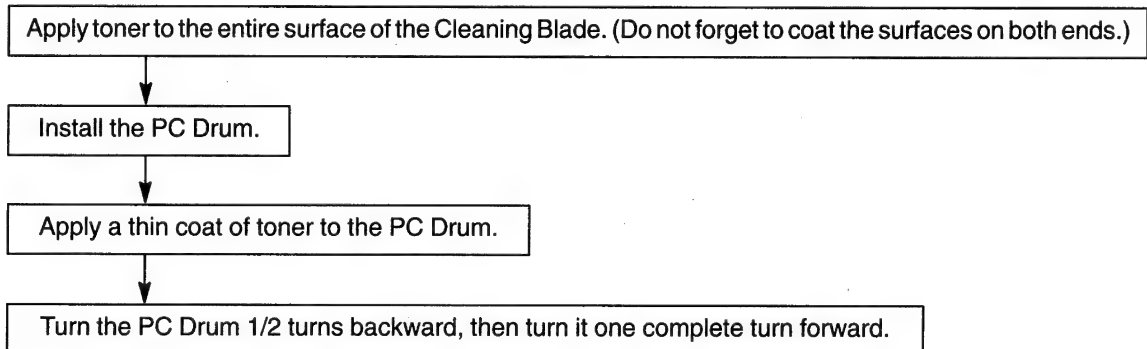 Apply toner to the entire surface of the Cleaning Blade. (Do not forget to coat the surfaces on both ends.)
Install the PC Drum.
Apply a thin coat of toner to the PC Drum.
Turn the PC Drum 1/2 turns backward, then turn it one complete turn forward.